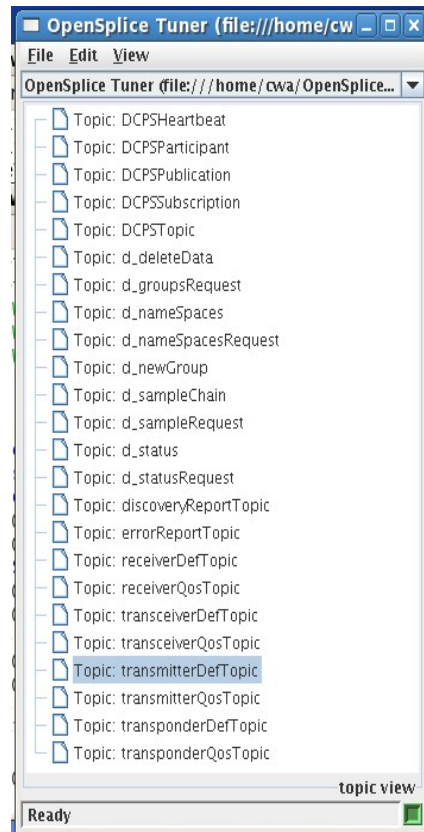 OpenSplice Tuner (file:///home/cw
File Edit View
OpenSplice Tuner (file:///home/cwa/OpenSplice...
Topic: DCPSHeartbeat
Topic: DCPSParticipant
Topic: DCPSPublication
Topic: DCPSSubscription
Topic: DCPSTopic
Topic: d_deleteData
Topic: d_groupsRequest
Topic: d_nameSpaces
Topic: d_nameSpacesRequest
Topic: d_newGroup
Topic: d_sampleChain
Topic: d_sampleRequest
Topic: d_status
Topic: d_statusRequest
Topic: discoveryReportTopic
Topic: errorReportTopic
Topic: receiverDefTopic
Topic: receiverQosTopic
Topic: transceiverDefTopic
Topic: transceiverQosTopic
Topic: transmitterDefTopic
Topic: transmitterQosTopic
Topic: transponderDefTopic
Topic: transponderQosTopic
topic view
Ready